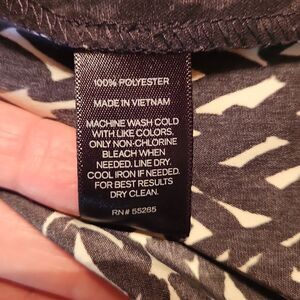 100% POLYESTER
MADE IN VIETNAM
MACHINE WASH COLD
WITH LIKE COLORS.
ONLY NON-CHLORINE
BLEACH WHEN
NEEDED. LINE DRY.
COOL IRON IF NEEDED.
FOR BEST RESULTS
DRY CLEAN.
RN# 55285